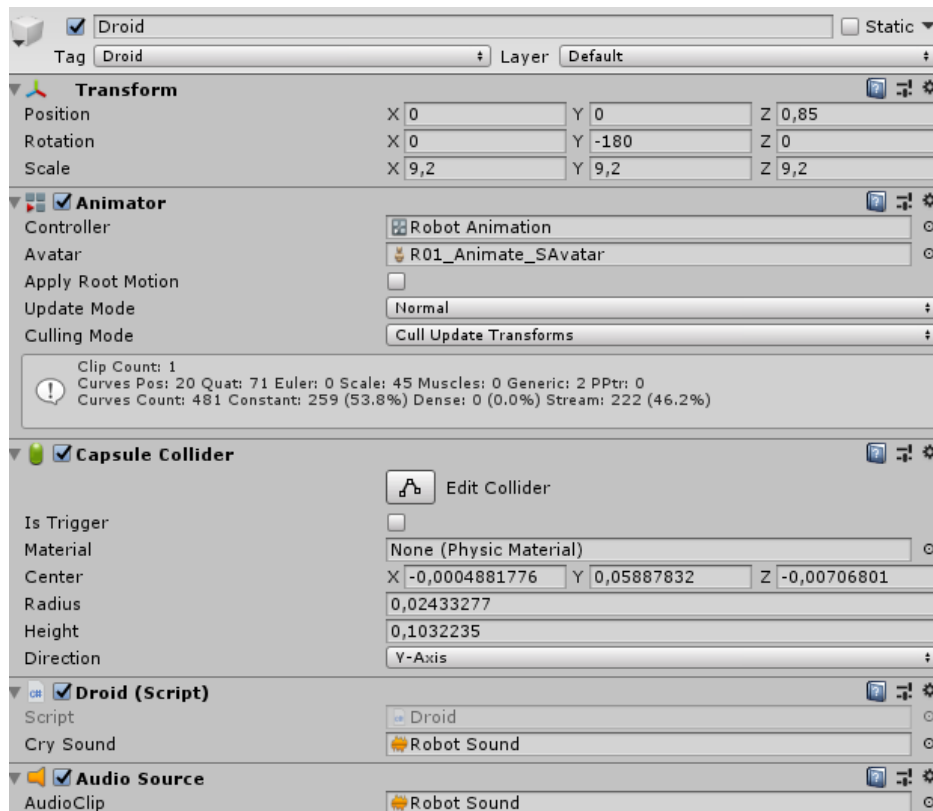 Droid Static
Tag Droid Layer Default
Transform
Position X 0 Y 0 Z 0,85
Rotation X 0 Y -180 Z 0
Scale X 9,2 Y 9,2 Z 9,2
Animator
Controller Robot Animation
Avatar R01_Animate_SAvatar
Apply Root Motion
Update Mode Normal
Culling Mode Cull Update Transforms
Clip Count: 1
Curves Pos: 20 Quat: 71 Euler: 0 Scale: 45 Muscles: 0 Generic: 2 PPtr: 0
Curves Count: 481 Constant: 259 (53.8%) Dense: 0 (0.0%) Stream: 222 (46.2%)
Capsule Collider
Edit Collider
Is Trigger
Material None (Physic Material)
Center X -0,0004881776 Y 0,05887832 Z -0,00706801
Radius 0,02433277
Height 0,1032235
Direction Y-Axis
C# Droid (Script)
Script Droid
Cry Sound Robot Sound
Audio Source
AudioClip Robot Sound